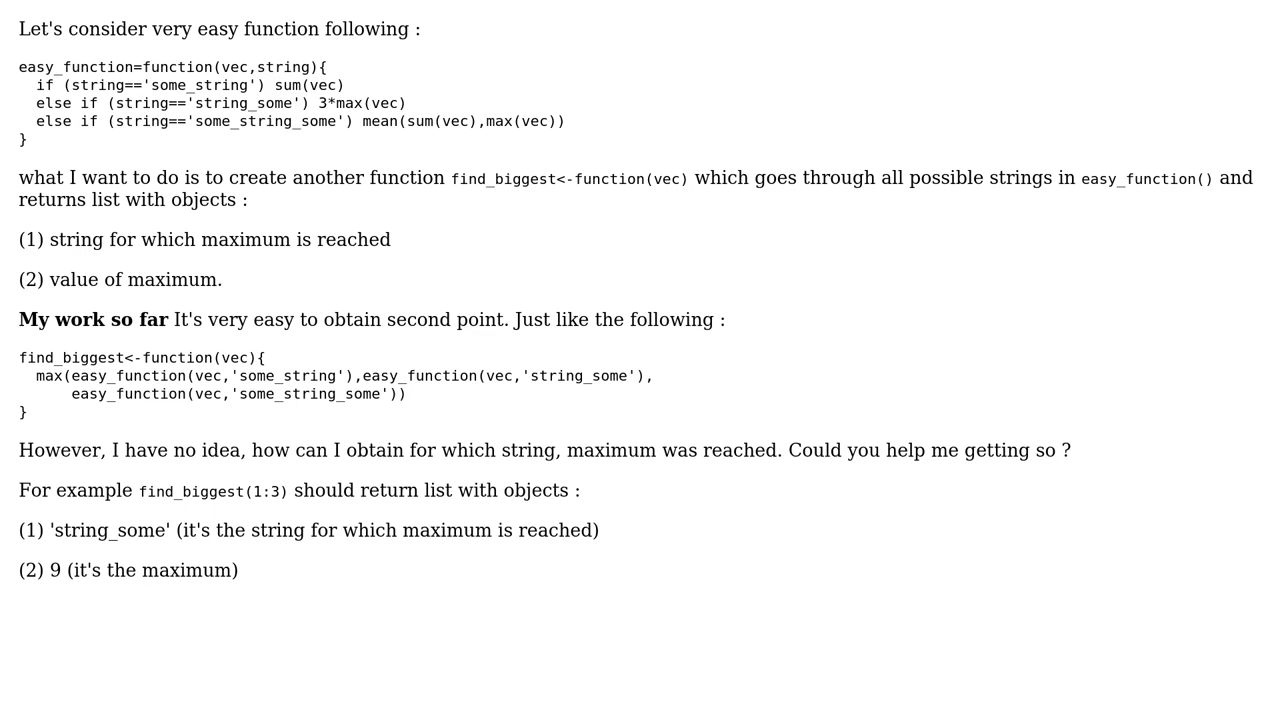 Let's consider very easy function following :
easy_function=function(vec,string){
  if (string=='some_string') sum(vec)
  else if (string=='string_some') 3*max(vec)
  else if (string=='some_string_some') mean(sum(vec),max(vec))
}
what I want to do is to create another function find_biggest<-function(vec) which goes through all possible strings in easy_function() and
returns list with objects :
(1) string for which maximum is reached
(2) value of maximum.
My work so far It's very easy to obtain second point. Just like the following :
find_biggest<-function(vec){
  max(easy_function(vec,'some_string'),easy_function(vec,'string_some'),
      easy_function(vec,'some_string_some'))
}
However, I have no idea, how can I obtain for which string, maximum was reached. Could you help me getting so ?
For example find_biggest(1:3) should return list with objects :
(1) 'string_some' (it's the string for which maximum is reached)
(2) 9 (it's the maximum)